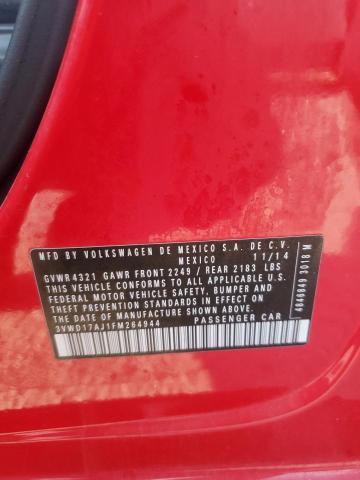 MFD BY VOLKSWAGEN DE MEXICO S.A. DE C.V.
MEXICO 11/14
GVWR 4321 GAWR FRONT 2249 / REAR 2183 LBS
THIS VEHICLE CONFORMS TO ALL APPLICABLE U.S.
FEDERAL MOTOR VEHICLE SAFETY, BUMPER AND
THEFT PREVENTION STANDARDS IN EFFECT ON
THE DATE OF MANUFACTURE SHOWN ABOVE.
3VWD17AJ1FM264944 PASSENGER CAR
4646849 3018 M